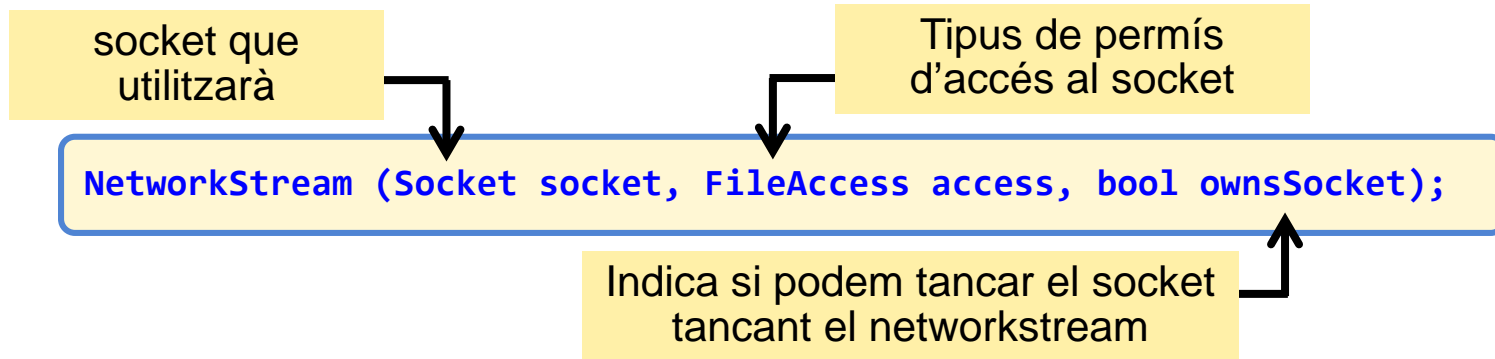 socket que
utilitzarà
Tipus de permís
d’accés al socket
NetworkStream (Socket socket, FileAccess access, bool ownsSocket);
Indica si podem tancar el socket
tancant el networkstream